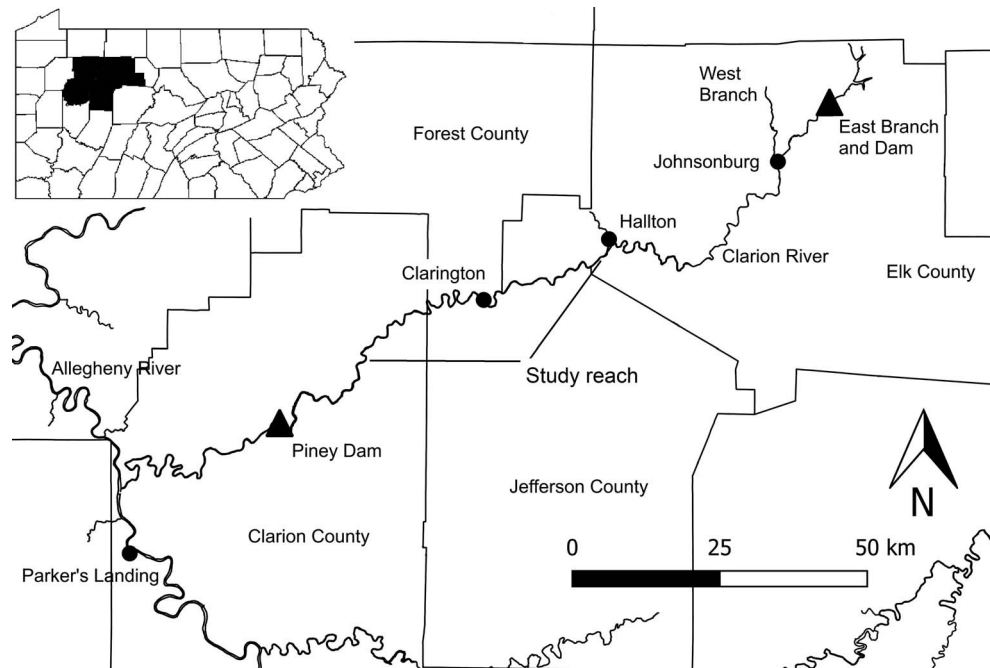 West
Branch
Forest County
East Branch
and Dam
Johnsonburg
Hallton
Clarion River
Clarington
Elk County
Allegheny River
Study reach
Piney Dam
Jefferson County
N
Clarion County
0 25 50 km
Parker's Landing